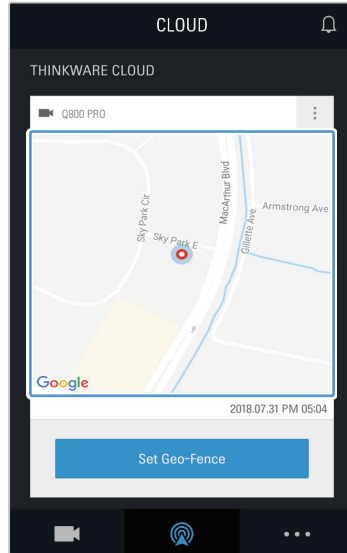 CLOUD
THINKWARE CLOUD
Q800 PRO
Sky Park Cir
MacArthur Blvd
Armstrong Ave
Gillette Ave
Sky Park E
Google
2018.07.31 PM 05:04
Set Geo-Fence